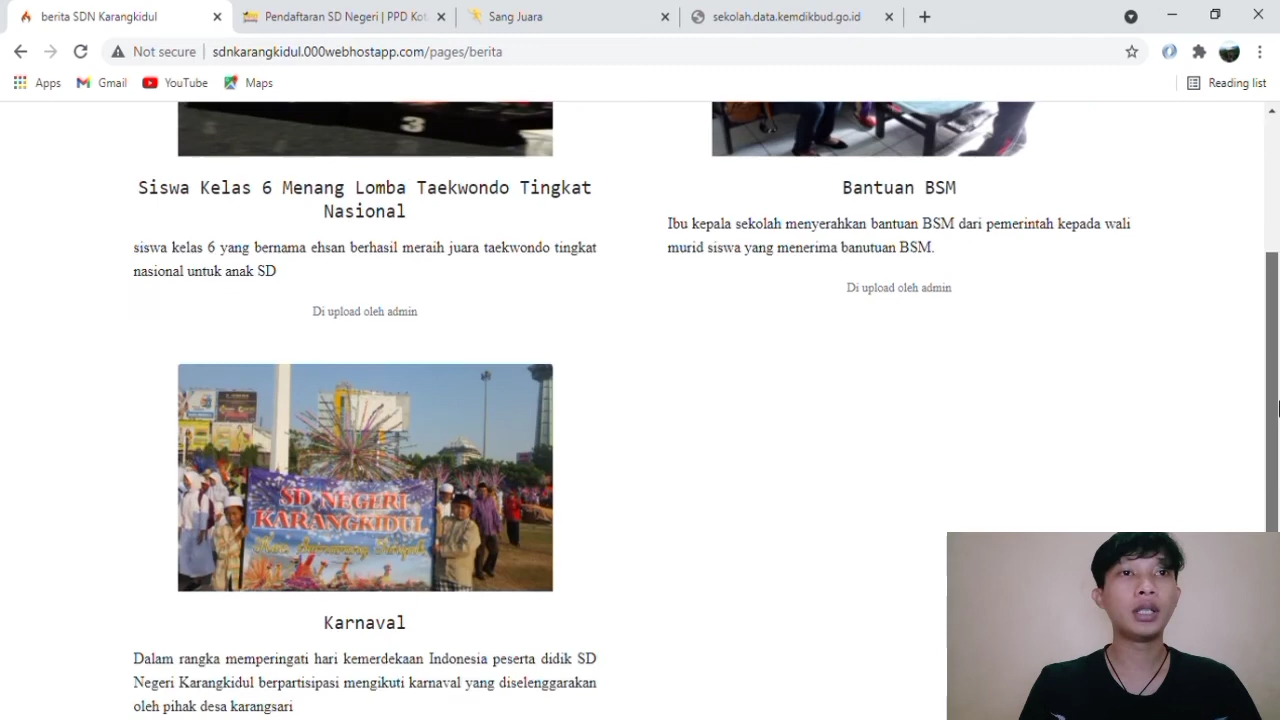 berita SDN Karangkidul
Pendaftaran SD Negeri | PPD Kot
Sang Juara
sekolah.data.kemdikbud.go.id
Not secure
sdnkarangkidul.000webhostapp.com/pages/berita
Apps
Gmail
YouTube
Maps
Reading list
3
Siswa Kelas 6 Menang Lomba Taekwondo Tingkat
Nasional
siswa kelas 6 yang bernama ehsan berhasil meraih juara taekwondo tingkat
nasional untuk anak SD
Di upload oleh admin
Bantuan BSM
Ibu kepala sekolah menyerahkan bantuan BSM dari pemerintah kepada wali
murid siswa yang menerima banutuan BSM.
Di upload oleh admin
SD NEGERI
KARANGKIDUL
Karnaval
Dalam rangka memperingati hari kemerdekaan Indonesia peserta didik SD
Negeri Karangkidul berpartisipasi mengikuti karnaval yang diselenggarakan
oleh pihak desa karangsari